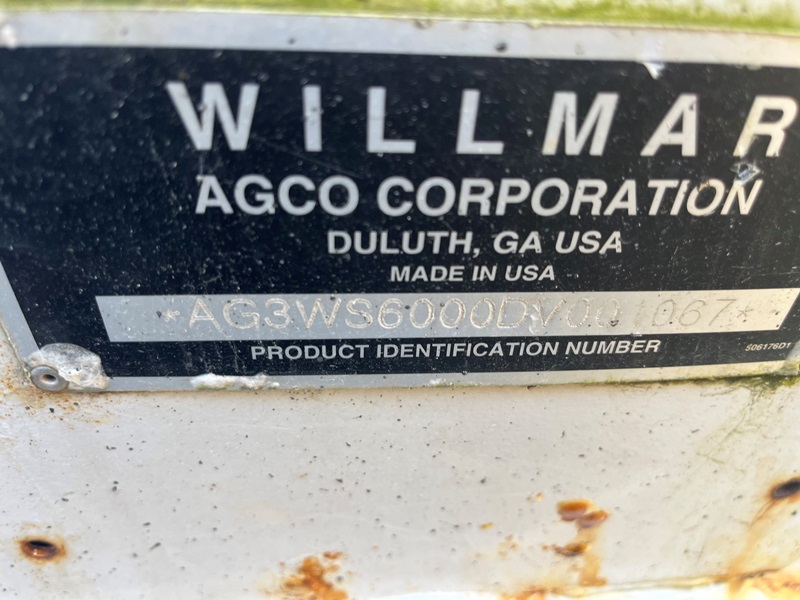 WILLMAR
AGCO CORPORATION
DULUTH, GA USA
MADE IN USA
*AG3WS6000DV001067*
PRODUCT IDENTIFICATION NUMBER
506176D1